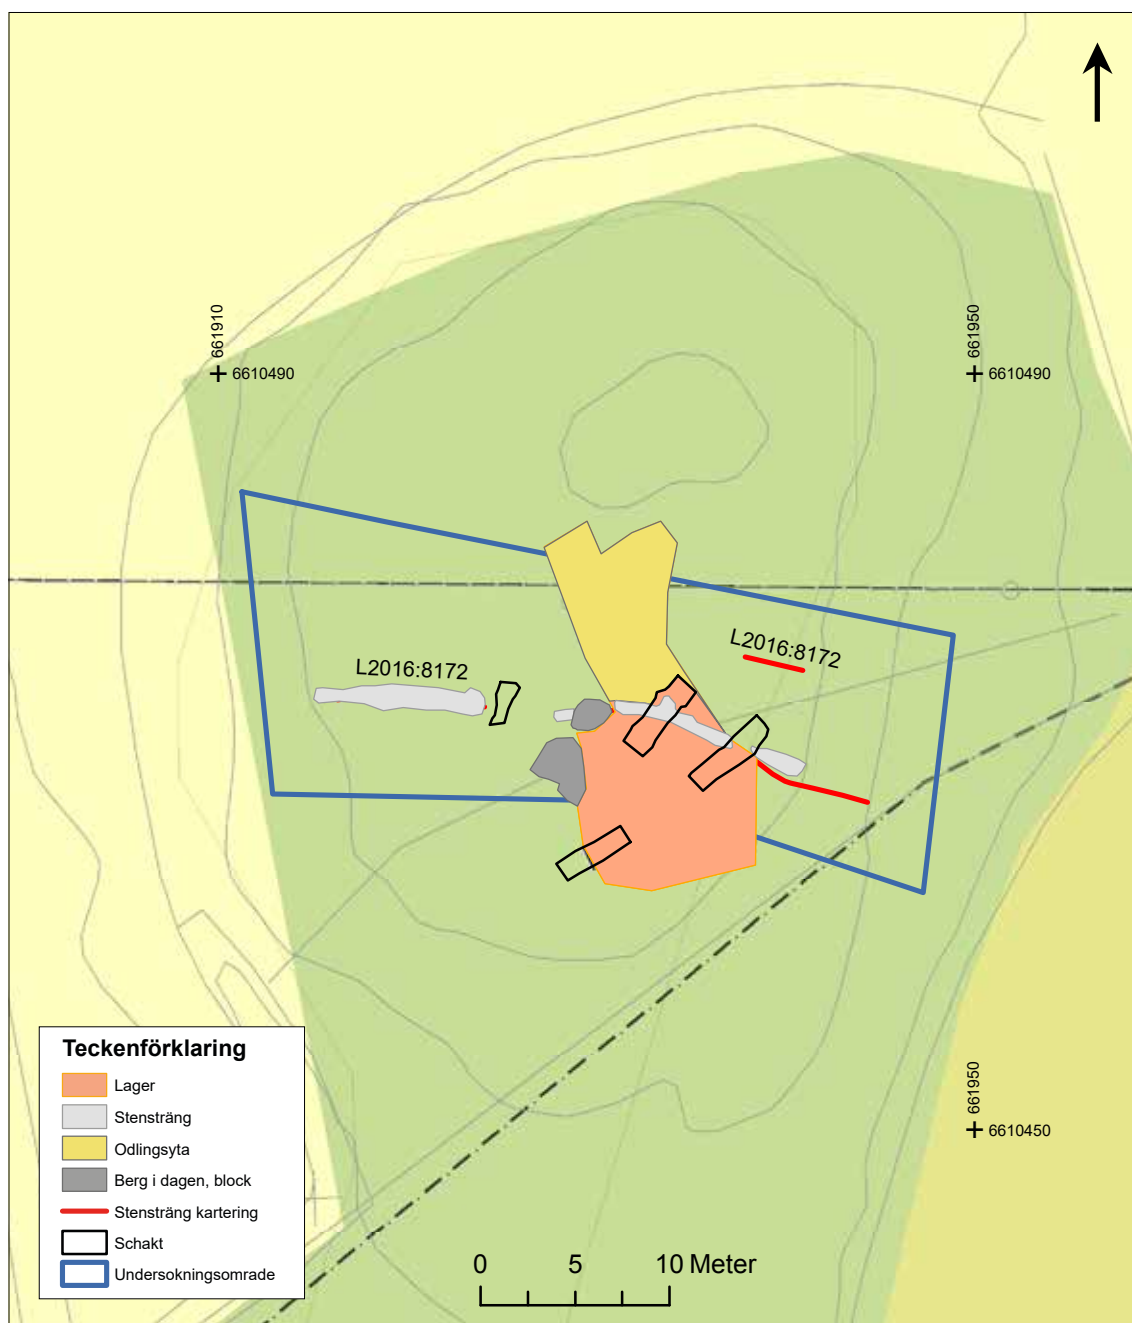 661910
6610490
661950
6610490
L2016:8172
L2016:8172
661950
6610450
Teckenförklaring
Lager
Stensträng
Odlingsyta
Berg i dagen, block
Stensträng kartering
Schakt
Undersokningsomrade
0 5 10 Meter